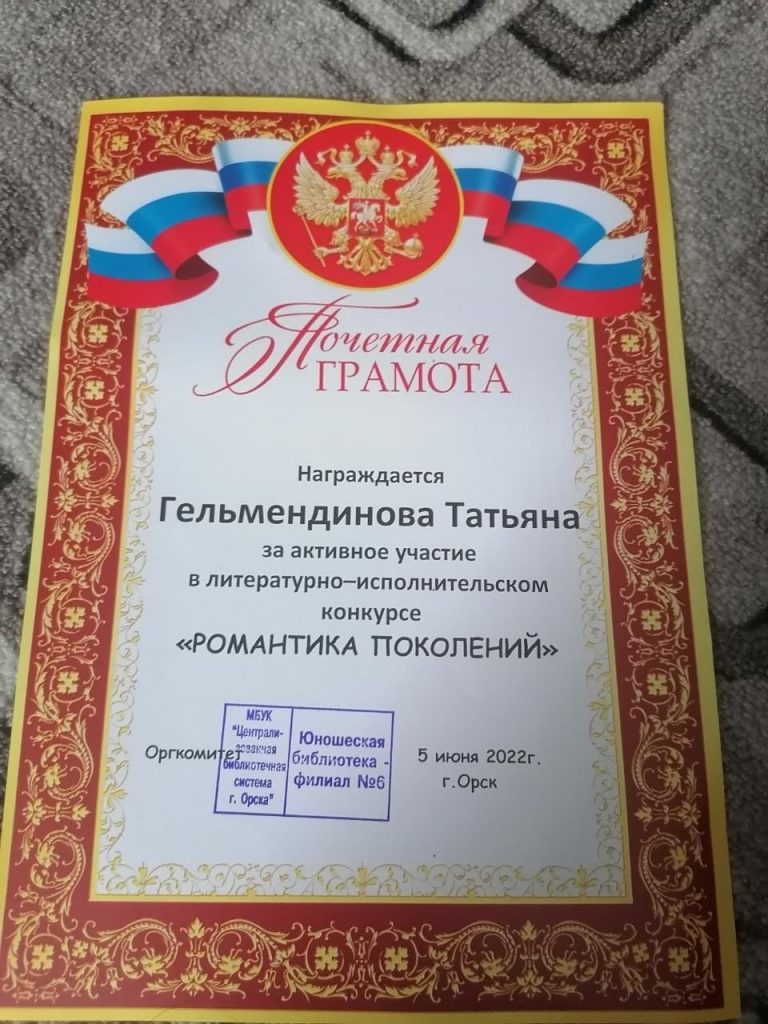 Почетная
ГРАМОТА
Награждается
Гельмендинова Татьяна
за активное участие
в литературно–исполнительском
конкурсе
«РОМАНТИКА ПОКОЛЕНИЙ»
Оргкомитет
МБУК
"Централи-
зованная
библиотечная
система
г. Орска"
Юношеская
библиотека -
филиал №6
5 июня 2022г.
г.Орск